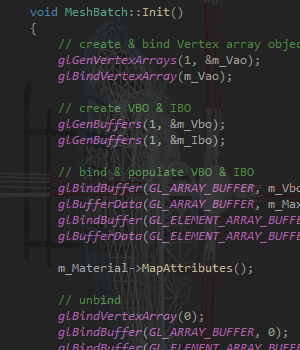 void MeshBatch::Init()
{
// create & bind Vertex array objec
glGenVertexArrays(1, &m_Vao);
glBindVertexArray(m_Vao);
// create VBO & IBO
glGenBuffers(1, &m_Vbo);
glGenBuffers(1, &m_Ibo);
// bind & populate VBO & IBO
glBindBuffer(GL_ARRAY_BUFFER, m_Vbo
glBufferData(GL_ARRAY_BUFFER, m_Max
glBindBuffer(GL_ELEMENT_ARRAY_BUFFE
glBufferData(GL_ELEMENT_ARRAY_BUFFE
m_Material->MapAttributes();
// unbind
glBindVertexArray(0);
glBindBuffer(GL_ARRAY_BUFFER, 0);
glBindBuffer(GL_ELEMENT_ARRAY_BUFFE